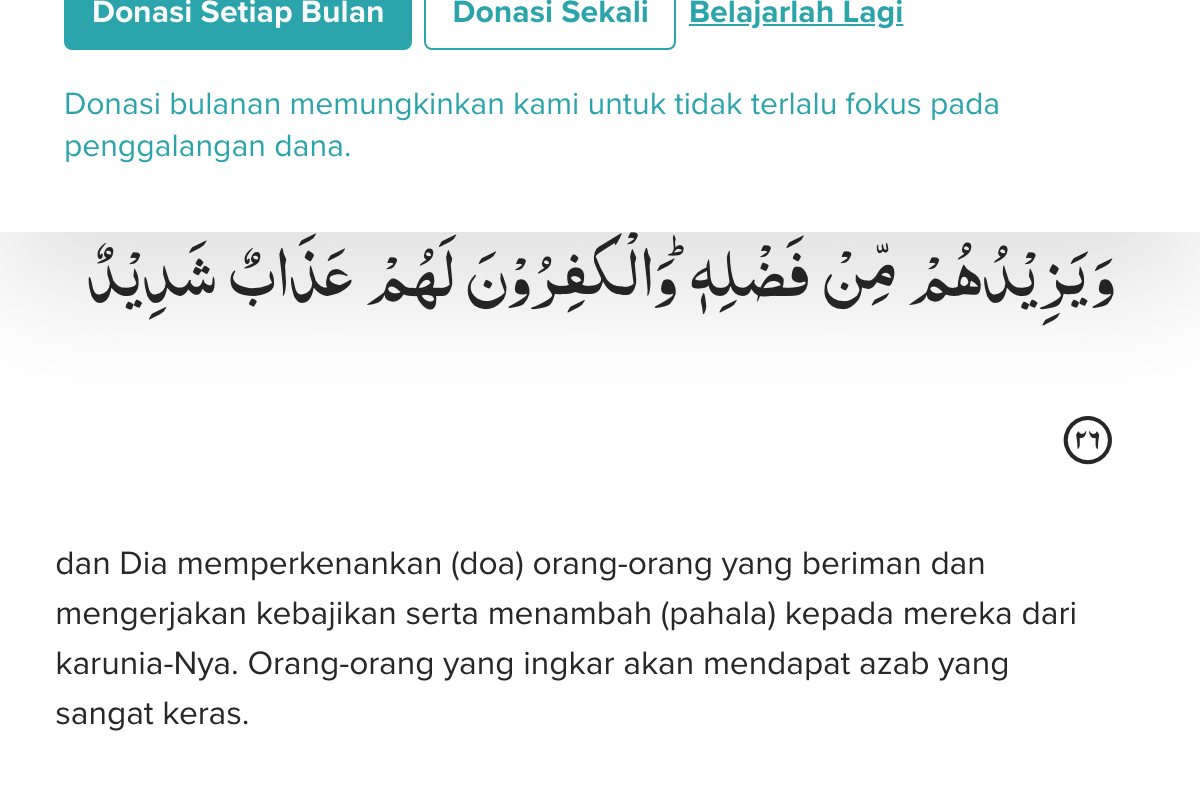 Donasi Setiap Bulan Donasi Sekali Belajarlah Lagi
Donasi bulanan memungkinkan kami untuk tidak terlalu fokus pada
penggalangan dana.
وَيَزِيْدُهُمْ مِّنْ فَضْلِهٖ ۗوَالْكٰفِرُوْنَ لَهُمْ عَذَابٌ شَدِيْدٌ
٢٦
dan Dia memperkenankan (doa) orang-orang yang beriman dan
mengerjakan kebajikan serta menambah (pahala) kepada mereka dari
karunia-Nya. Orang-orang yang ingkar akan mendapat azab yang
sangat keras.